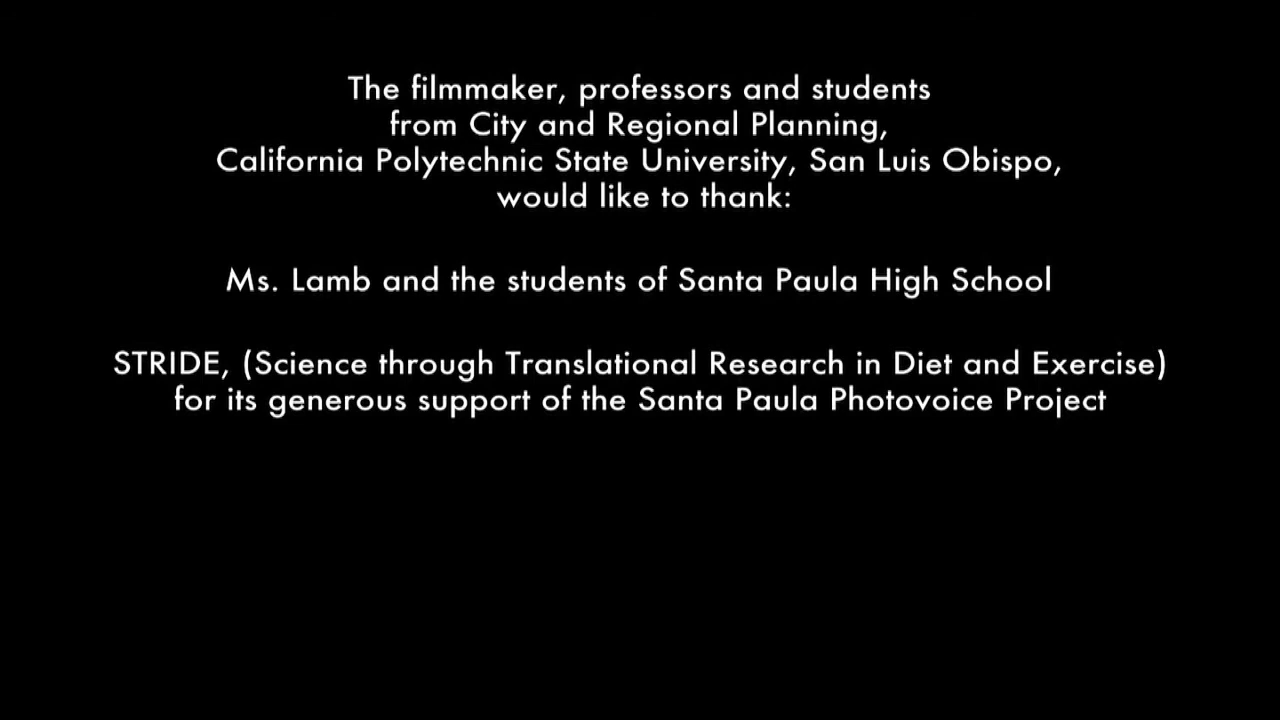 The filmmaker, professors and students
from City and Regional Planning,
California Polytechnic State University, San Luis Obispo,
would like to thank:
Ms. Lamb and the students of Santa Paula High School
STRIDE, (Science through Translational Research in Diet and Exercise)
for its generous support of the Santa Paula Photovoice Project